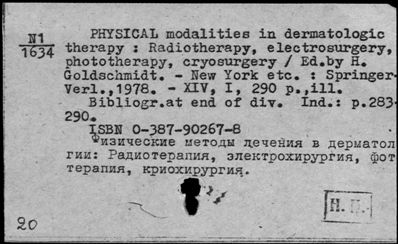 N1
1634
PHYSICAL modalities in dermatologic
therapy : Radiotherapy, electrosurgery,
phototherapy, cryosurgery / Ed.by H.
Goldschmidt. - New York etc. : Springer-
Verl.,1978. - XIV, I, 290 p.,ill.
Bibliogr.at end of div. Ind.: p.283-
290.
ISBN 0-387-90267-8
Физические методы лечения в дерматол
гии: Радиотерапия, электрохирургия, фот
терапия, криохирургия.
20
Н. П.